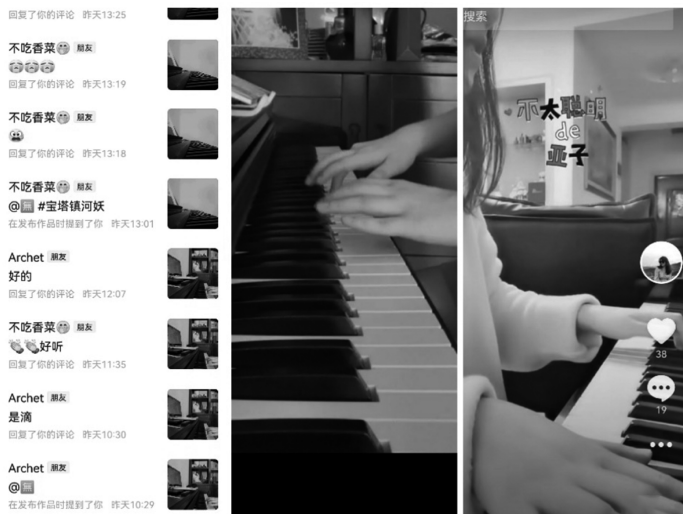 回复了你的评论 昨天13:25
不吃香菜 朋友
回复了你的评论 昨天13:19
不吃香菜 朋友
回复了你的评论 昨天13:18
不吃香菜 朋友
@無 #宝塔镇河妖
在发布作品时提到了你 昨天13:01
Archet 朋友
好的
回复了你的评论 昨天12:07
不吃香菜 朋友
好听
回复了你的评论 昨天11:35
Archet 朋友
是滴
回复了你的评论 昨天10:30
Archet 朋友
@無
在发布作品时提到了你 昨天10:29
搜索
不太聪明
de
亚子
38
19